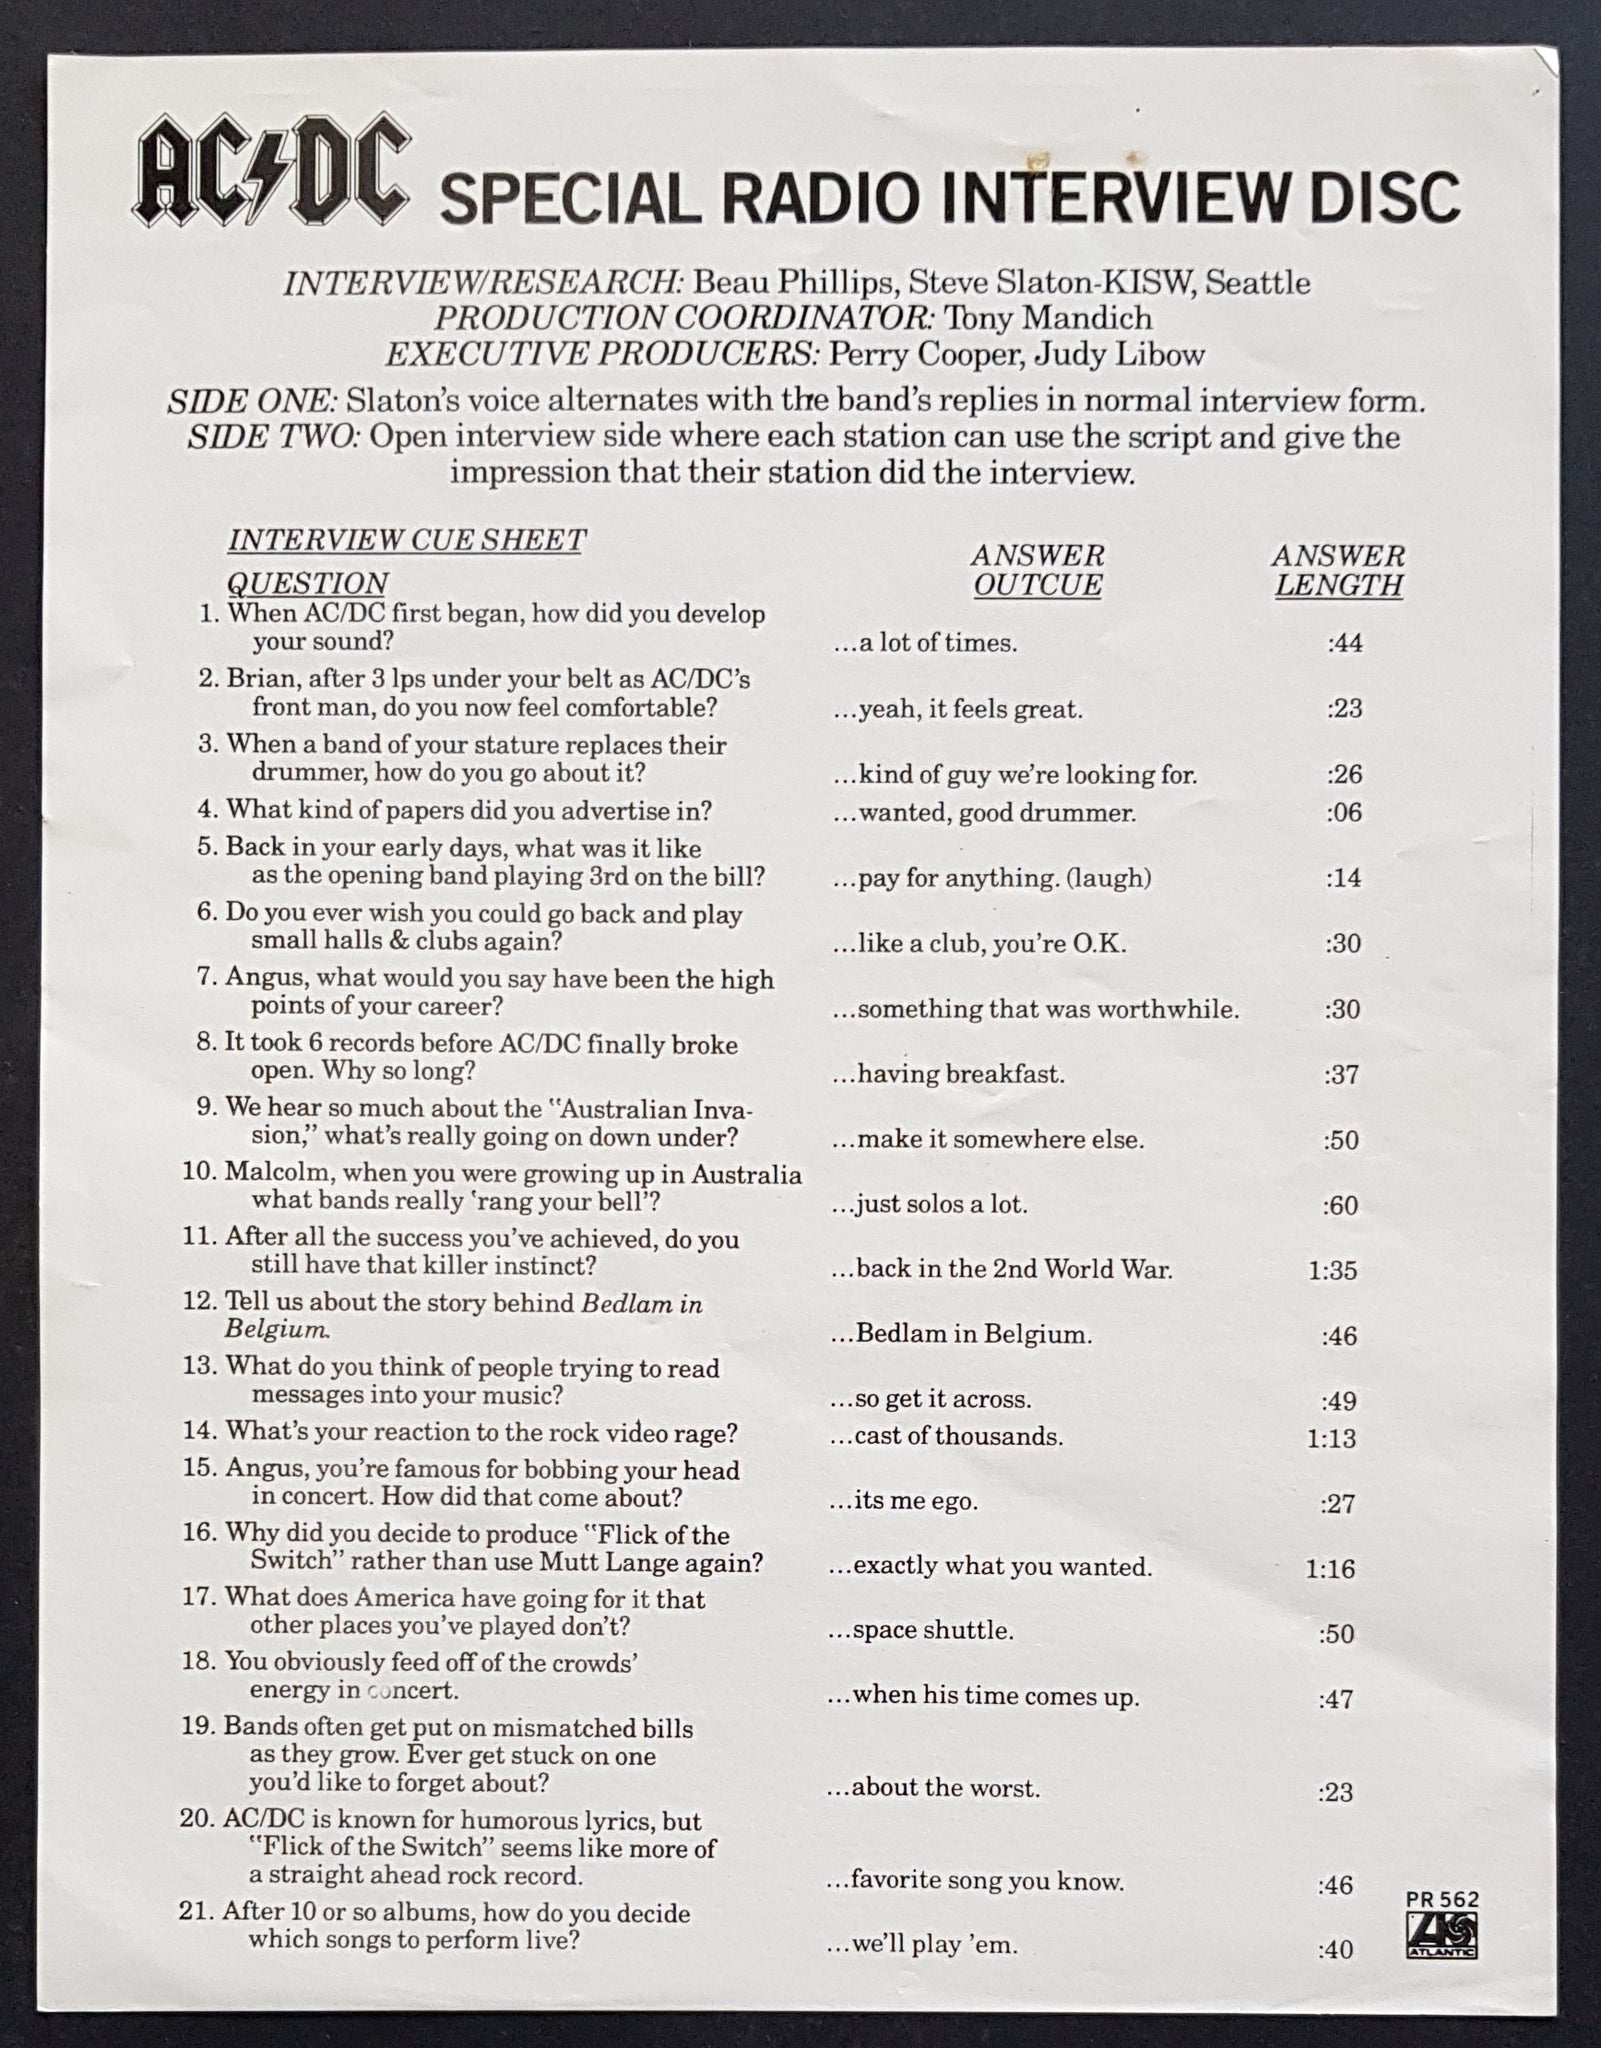 AC⚡DC SPECIAL RADIO INTERVIEW DISC
INTERVIEW/RESEARCH: Beau Phillips, Steve Slaton-KISW, Seattle
PRODUCTION COORDINATOR: Tony Mandich
EXECUTIVE PRODUCERS: Perry Cooper, Judy Libow
SIDE ONE: Slaton's voice alternates with the band's replies in normal interview form.
SIDE TWO: Open interview side where each station can use the script and give the
impression that their station did the interview.
INTERVIEW CUE SHEET
QUESTION
ANSWER
OUTCUE
ANSWER
LENGTH
1. When AC/DC first began, how did you develop
your sound? ...a lot of times. :44
2. Brian, after 3 lps under your belt as AC/DC's
front man, do you now feel comfortable? ...yeah, it feels great. :23
3. When a band of your stature replaces their
drummer, how do you go about it? ...kind of guy we're looking for. :26
4. What kind of papers did you advertise in? ...wanted, good drummer. :06
5. Back in your early days, what was it like
as the opening band playing 3rd on the bill? ...pay for anything. (laugh) :14
6. Do you ever wish you could go back and play
small halls & clubs again? ...like a club, you're O.K. :30
7. Angus, what would you say have been the high
points of your career? ...something that was worthwhile. :30
8. It took 6 records before AC/DC finally broke
open. Why so long? ...having breakfast. :37
9. We hear so much about the "Australian Inva-
sion," what's really going on down under? ...make it somewhere else. :50
10. Malcolm, when you were growing up in Australia
what bands really 'rang your bell'? ...just solos a lot. :60
11. After all the success you've achieved, do you
still have that killer instinct? ...back in the 2nd World War. 1:35
12. Tell us about the story behind Bedlam in
Belgium. ...Bedlam in Belgium. :46
13. What do you think of people trying to read
messages into your music? ...so get it across. :49
14. What's your reaction to the rock video rage? ...cast of thousands. 1:13
15. Angus, you're famous for bobbing your head
in concert. How did that come about? ...its me ego. :27
16. Why did you decide to produce "Flick of the
Switch" rather than use Mutt Lange again? ...exactly what you wanted. 1:16
17. What does America have going for it that
other places you've played don't? ...space shuttle. :50
18. You obviously feed off of the crowds'
energy in concert. ...when his time comes up. :47
19. Bands often get put on mismatched bills
as they grow. Ever get stuck on one
you'd like to forget about? ...about the worst. :23
20. AC/DC is known for humorous lyrics, but
"Flick of the Switch" seems like more of
a straight ahead rock record. ...favorite song you know. :46
21. After 10 or so albums, how do you decide
which songs to perform live? ...we'll play 'em. :40
PR 562
ATLANTIC